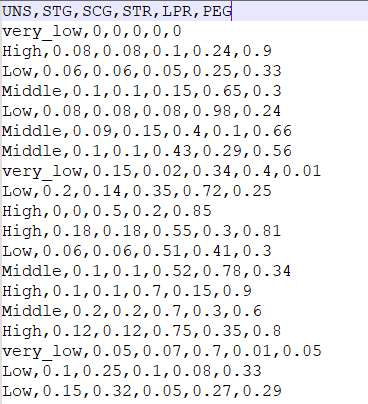 UNS,STG,SCG,STR,LPR,PEG
very_low,0,0,0,0,0
High,0.08,0.08,0.1,0.24,0.9
Low,0.06,0.06,0.05,0.25,0.33
Middle,0.1,0.1,0.15,0.65,0.3
Low,0.08,0.08,0.08,0.98,0.24
Middle,0.09,0.15,0.4,0.1,0.66
Middle,0.1,0.1,0.43,0.29,0.56
very_low,0.15,0.02,0.34,0.4,0.01
Low,0.2,0.14,0.35,0.72,0.25
High,0,0,0.5,0.2,0.85
High,0.18,0.18,0.55,0.3,0.81
Low,0.06,0.06,0.51,0.41,0.3
Middle,0.1,0.1,0.52,0.78,0.34
High,0.1,0.1,0.7,0.15,0.9
Middle,0.2,0.2,0.7,0.3,0.6
High,0.12,0.12,0.75,0.35,0.8
very_low,0.05,0.07,0.7,0.01,0.05
Low,0.1,0.25,0.1,0.08,0.33
Low,0.15,0.32,0.05,0.27,0.29